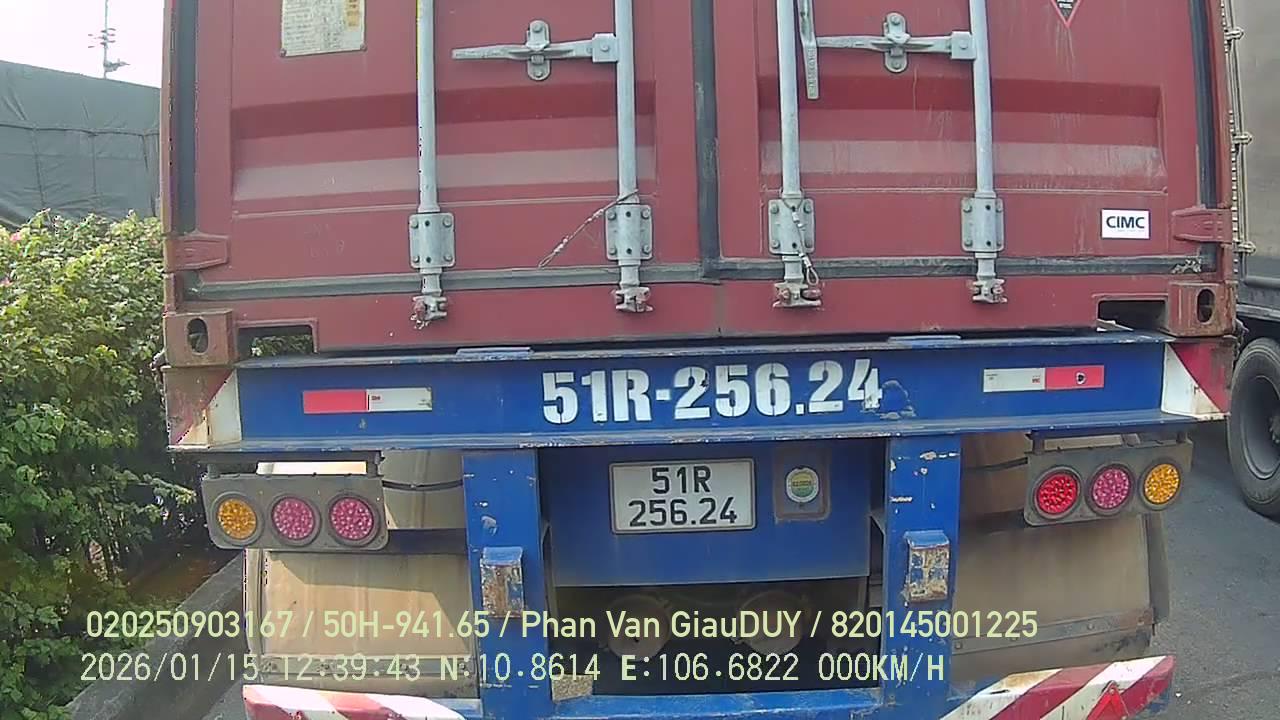 CIMC
51R-256.24
51R
256.24
020250903167 / 50H-941.65 / Phan Van GiauDUY / 820145001225
2026/01/15 12:39:43 N:10.8614 E:106.6822 000KM/H